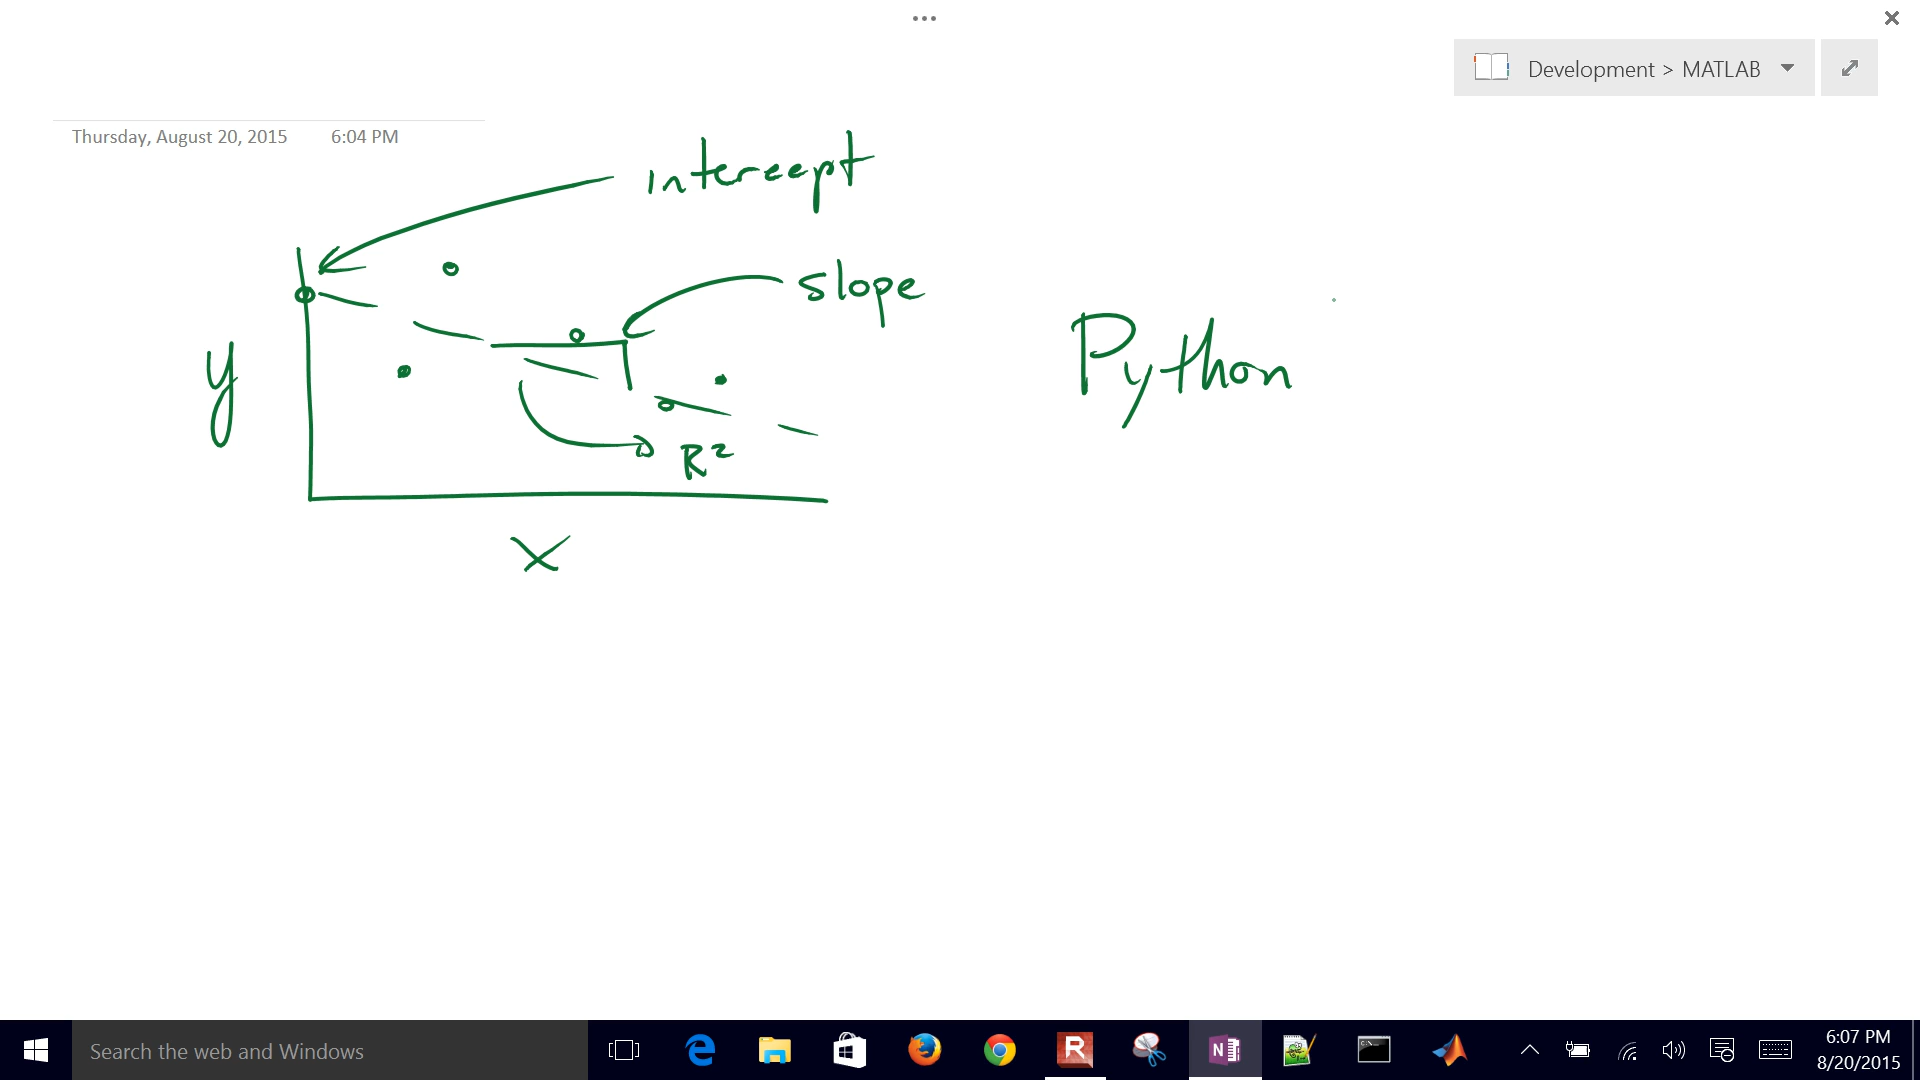 Development > MATLAB
Thursday, August 20, 2015 6:04 PM
intercept
slope
y
Python
R²
x
Search the web and Windows
R
N
C:\
6:07 PM
8/20/2015